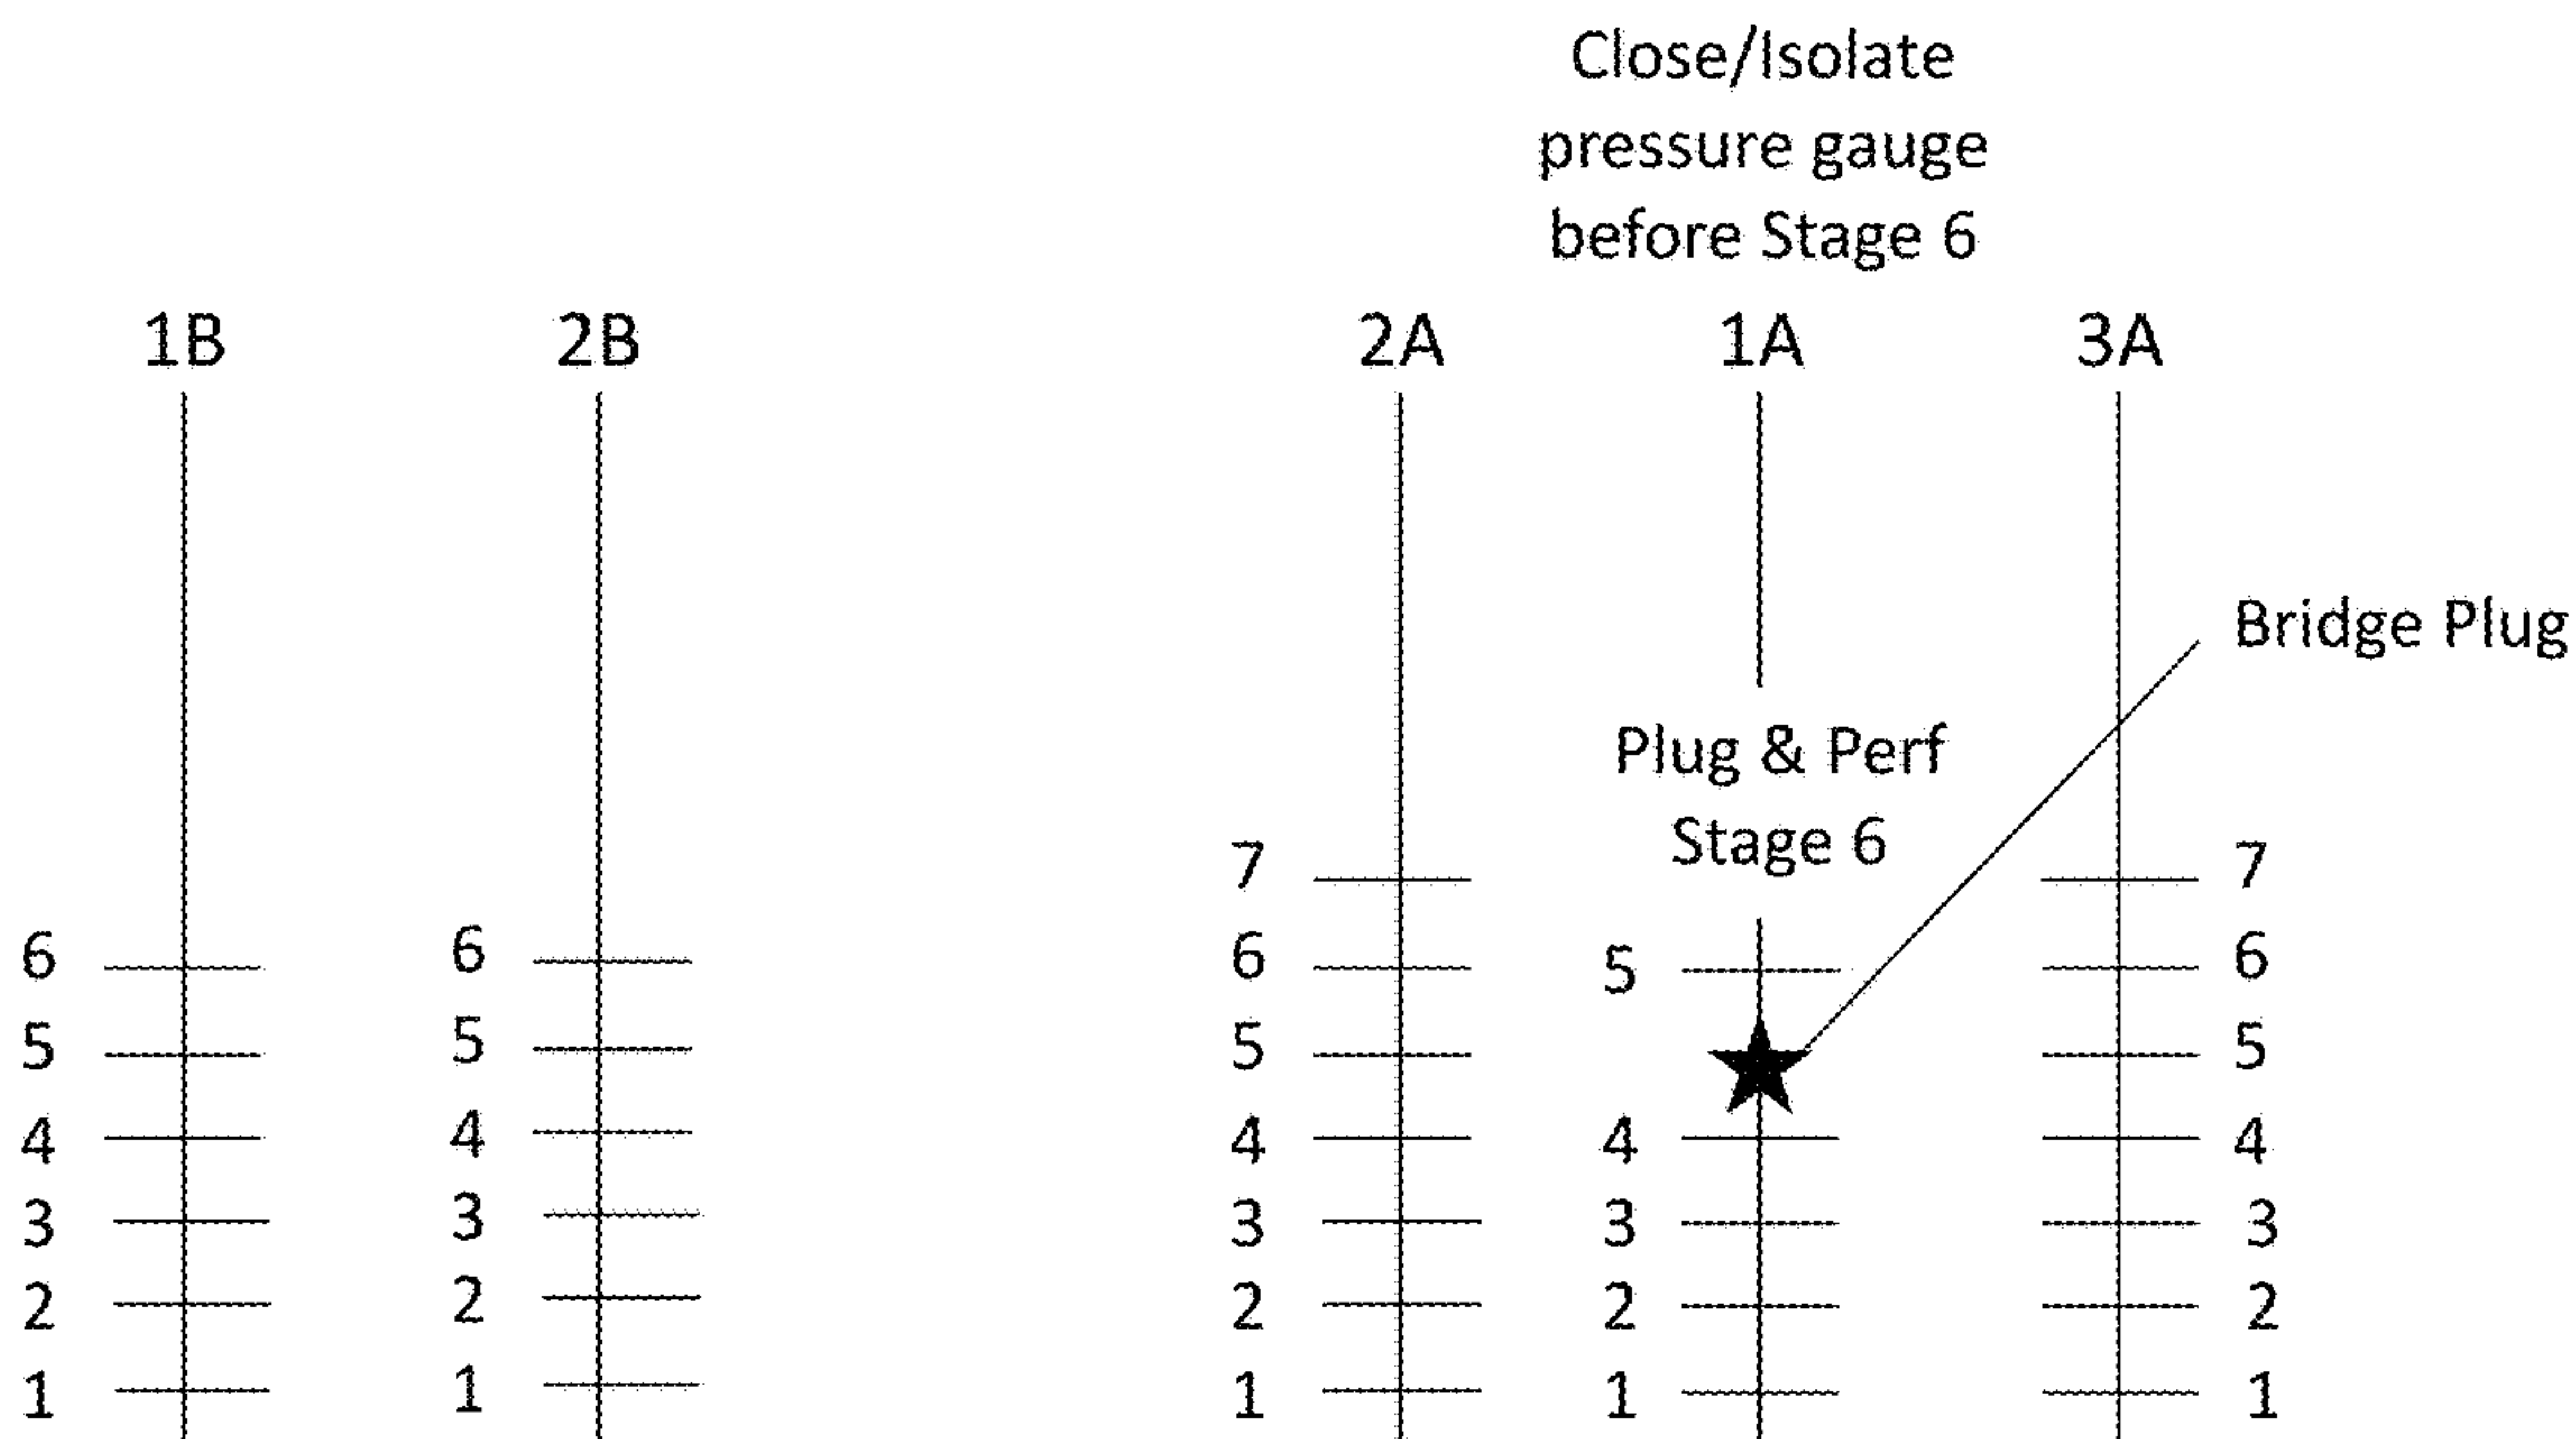 Close/Isolate
pressure gauge
before Stage 6
1B 2B 2A 1A 3A
Bridge Plug
Plug & Perf
Stage 6
7 7
6 6 6 5 6
5 5 5 5
4 4 4 4 4
3 3 3 3 3
2 2 2 2 2
1 1 1 1 1